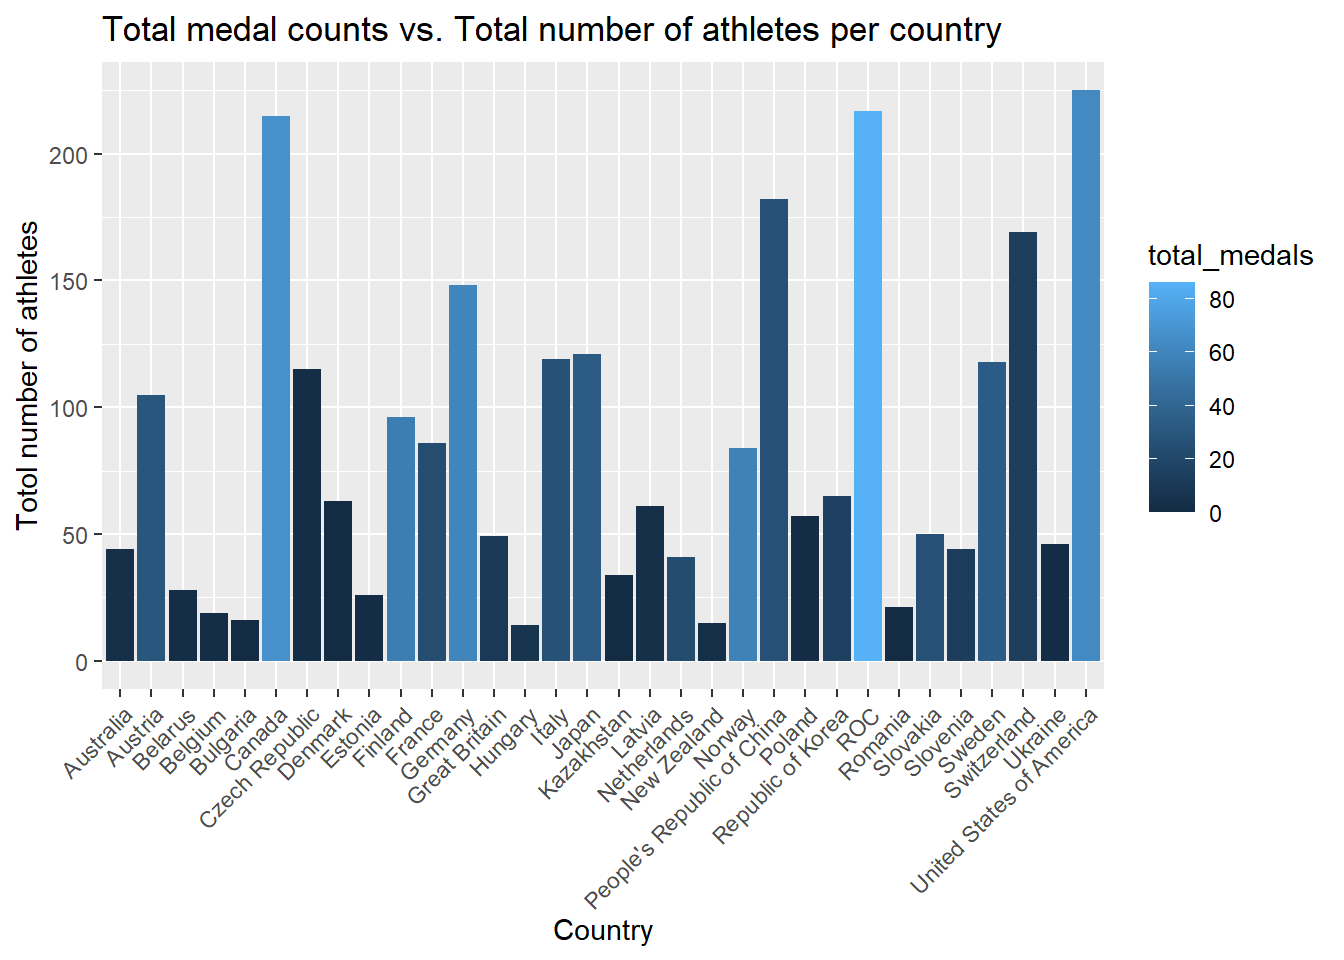 Total medal counts vs. Total number of athletes per country
Totol number of athletes
200
150
100
50
0
Australia
Austria
Belarus
Belgium
Bulgaria
Canada
Czech Republic
Denmark
Estonia
Finland
France
Germany
Great Britain
Hungary
Italy
Japan
Kazakhstan
Latvia
Netherlands
New Zealand
Norway
People's Republic of China
Poland
Republic of Korea
ROC
Romania
Slovakia
Slovenia
Sweden
Switzerland
Ukraine
United States of America
Country
total_medals
80
60
40
20
0